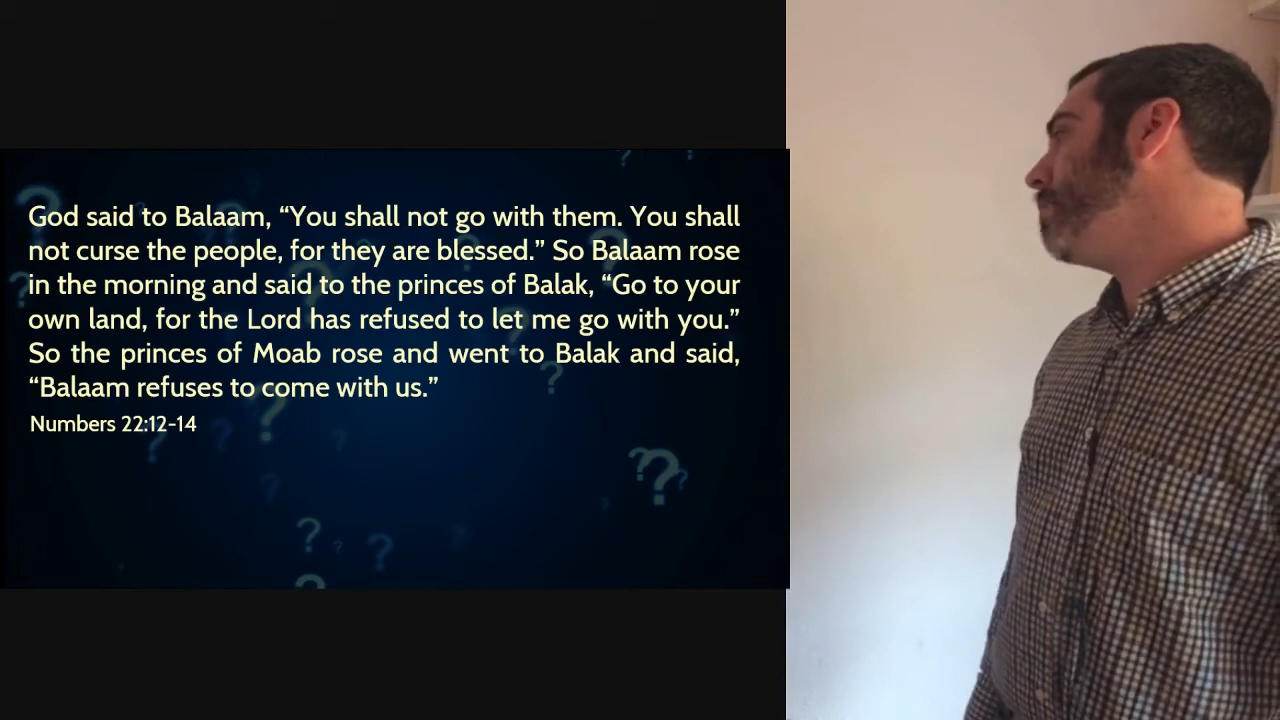 God said to Balaam, “You shall not go with them. You shall
not curse the people, for they are blessed.” So Balaam rose
in the morning and said to the princes of Balak, “Go to your
own land, for the Lord has refused to let me go with you.”
So the princes of Moab rose and went to Balak and said,
“Balaam refuses to come with us.”
Numbers 22:12-14